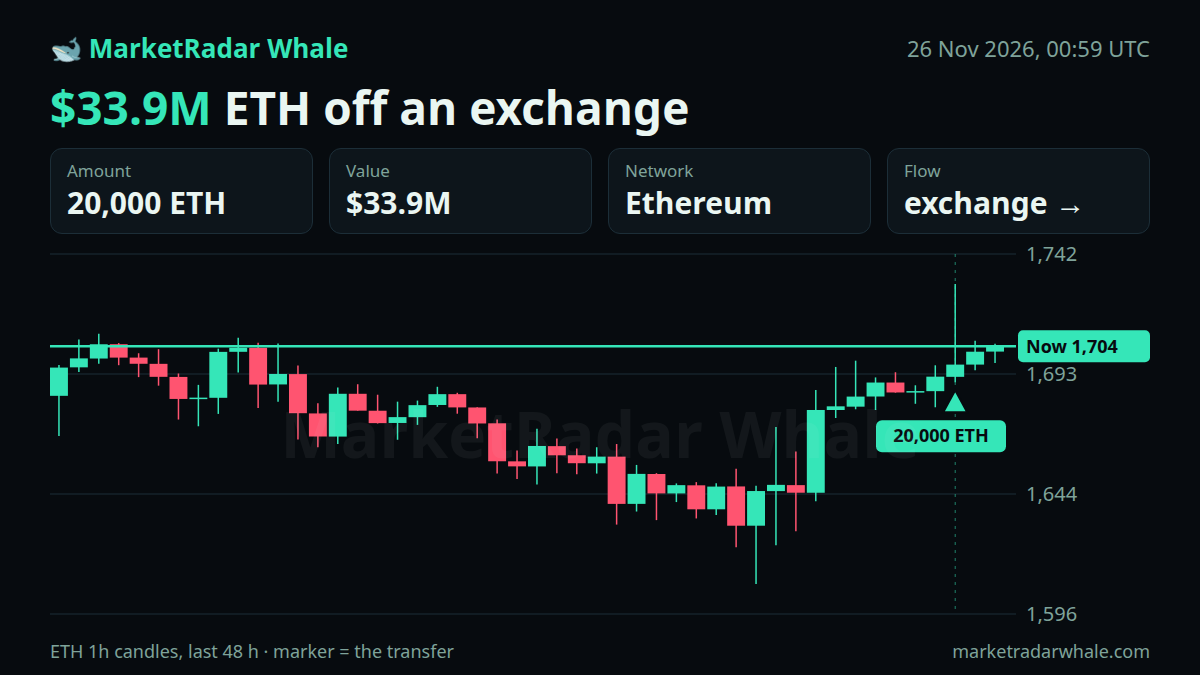 🐋 MarketRadar Whale
26 Nov 2026, 00:59 UTC
$33.9M ETH off an exchange
Amount
20,000 ETH
Value
$33.9M
Network
Ethereum
Flow
exchange →
1,742
Now 1,704
1,693
MarketRadar Whale
20,000 ETH
1,644
1,596
ETH 1h candles, last 48 h · marker = the transfer
marketradarwhale.com